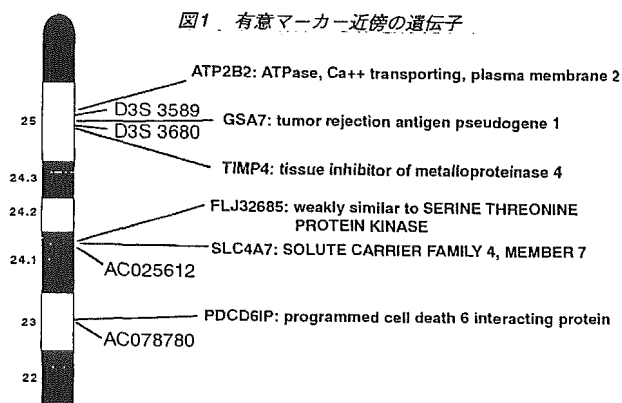 図1 有意マーカー近傍の遺伝子
ATP2B2: ATPase, Ca++ transporting, plasma membrane 2
D3S 3589
25
GSA7: tumor rejection antigen pseudogene 1
D3S 3680
TIMP4: tissue inhibitor of metalloproteinase 4
24.3
FLJ32685: weakly similar to SERINE THREONINE
PROTEIN KINASE
24.2
SLC4A7: SOLUTE CARRIER FAMILY 4, MEMBER 7
24.1
AC025612
PDCD6IP: programmed cell death 6 interacting protein
23
AC078780
22